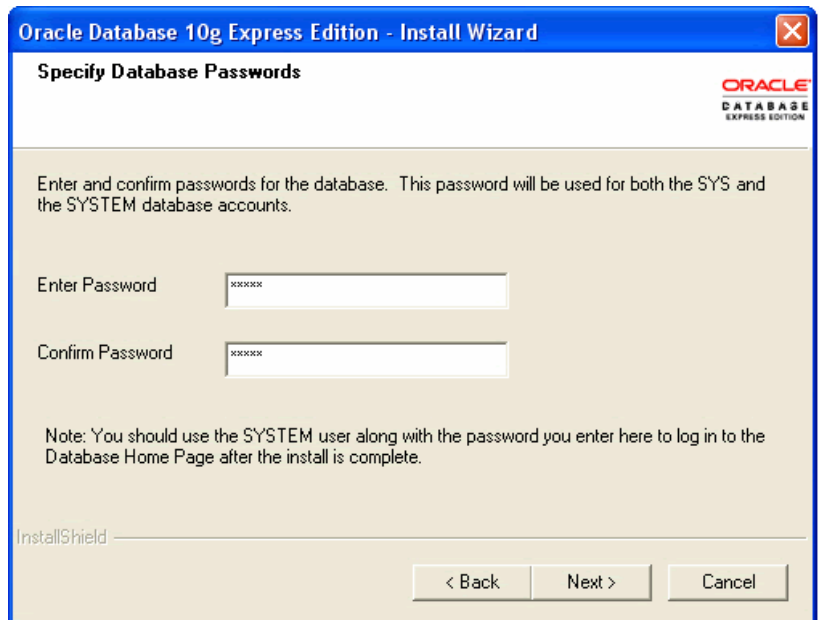 Oracle Database 10g Express Edition - Install Wizard
Specify Database Passwords
ORACLE
DATABASE
EXPRESS EDITION
Enter and confirm passwords for the database. This password will be used for both the SYS and
the SYSTEM database accounts.
Enter Password
xxxxx
Confirm Password
xxxxx
Note: You should use the SYSTEM user along with the password you enter here to log in to the
Database Home Page after the install is complete.
InstallShield
< Back
Next >
Cancel